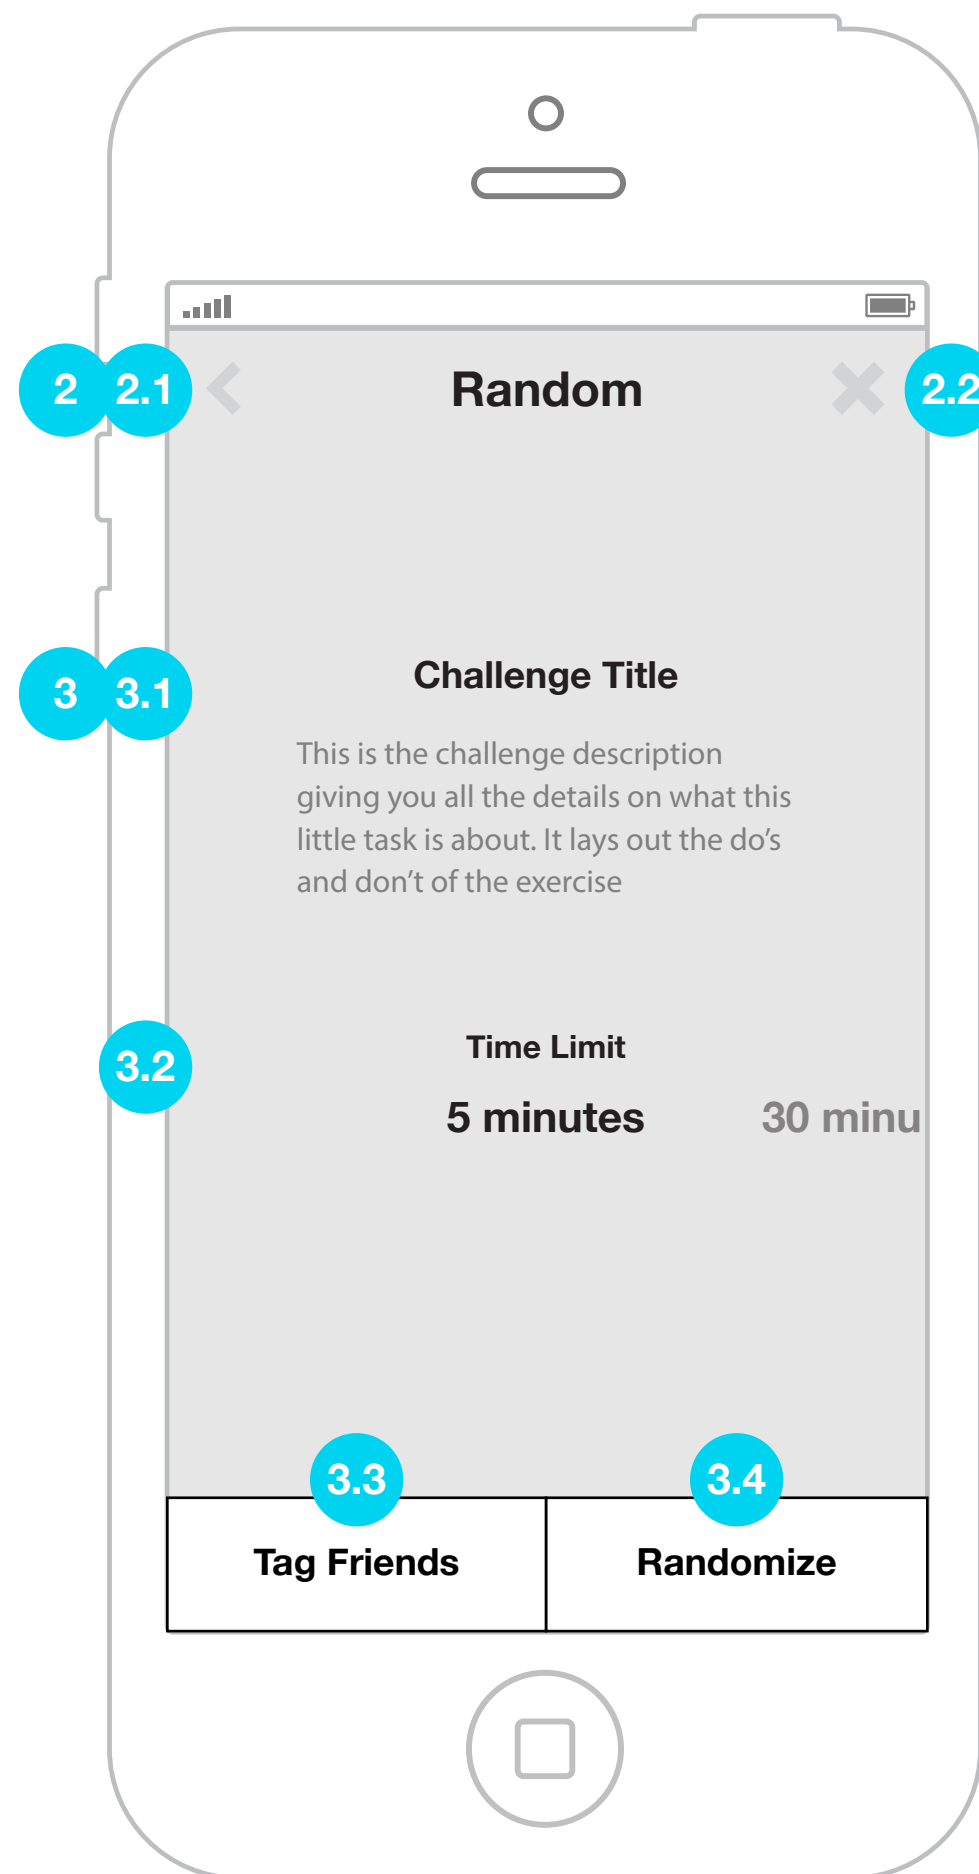 2 2.1 Random 2.2
3 3.1 Challenge Title
This is the challenge description
giving you all the details on what this
little task is about. It lays out the do’s
and don’t of the exercise
3.2 Time Limit
5 minutes 30 minu
3.3 3.4
Tag Friends Randomize